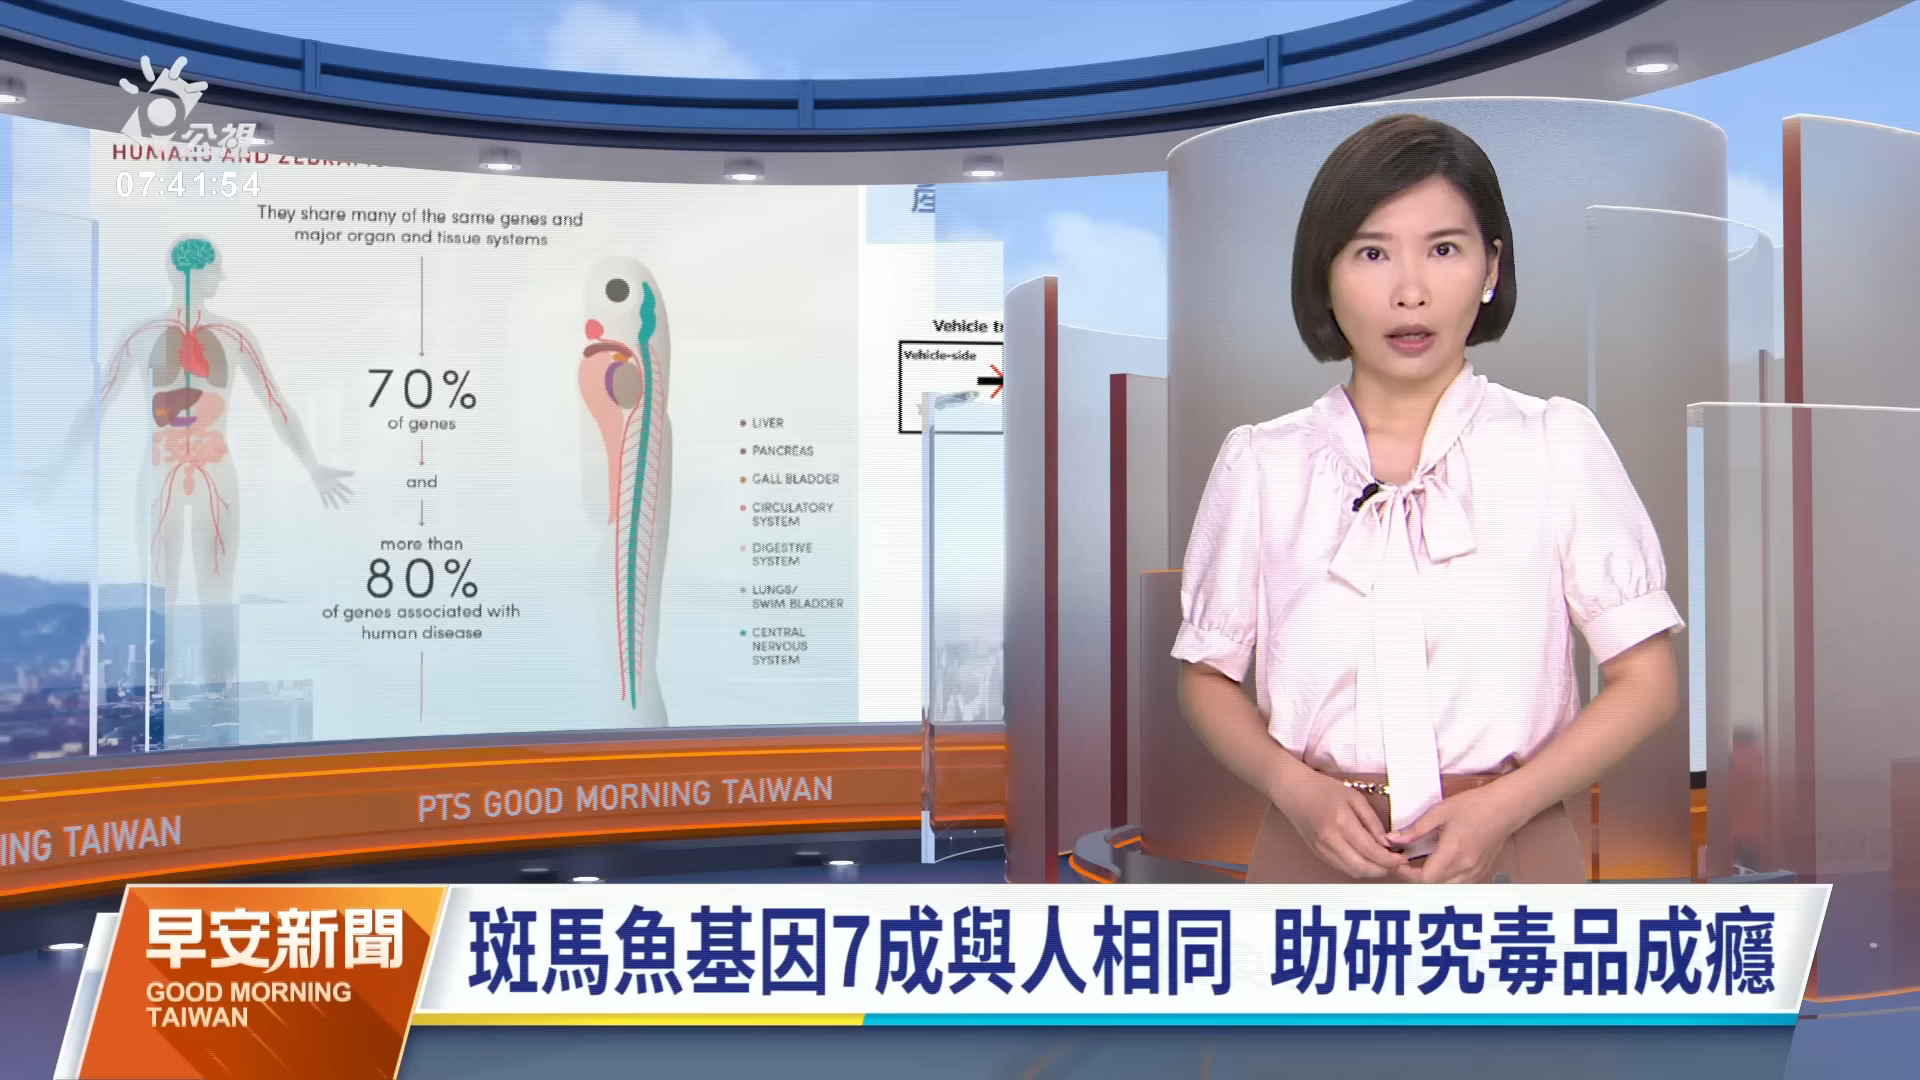 公視
HUMANS AND ZEBRAFISH
07:41:54
They share many of the same genes and
major organ and tissue systems
70%
of genes
and
more than
80%
of genes associated with
human disease
LIVER
PANCREAS
GALL BLADDER
CIRCULATORY
SYSTEM
DIGESTIVE
SYSTEM
LUNGS/
SWIM BLADDER
CENTRAL
NERVOUS
SYSTEM
Vehicle
Vehicle-side
PTS GOOD MORNING TAIWAN
ING TAIWAN
早安新聞
GOOD MORNING
TAIWAN
斑馬魚基因7成與人相同 助研究毒品成癮